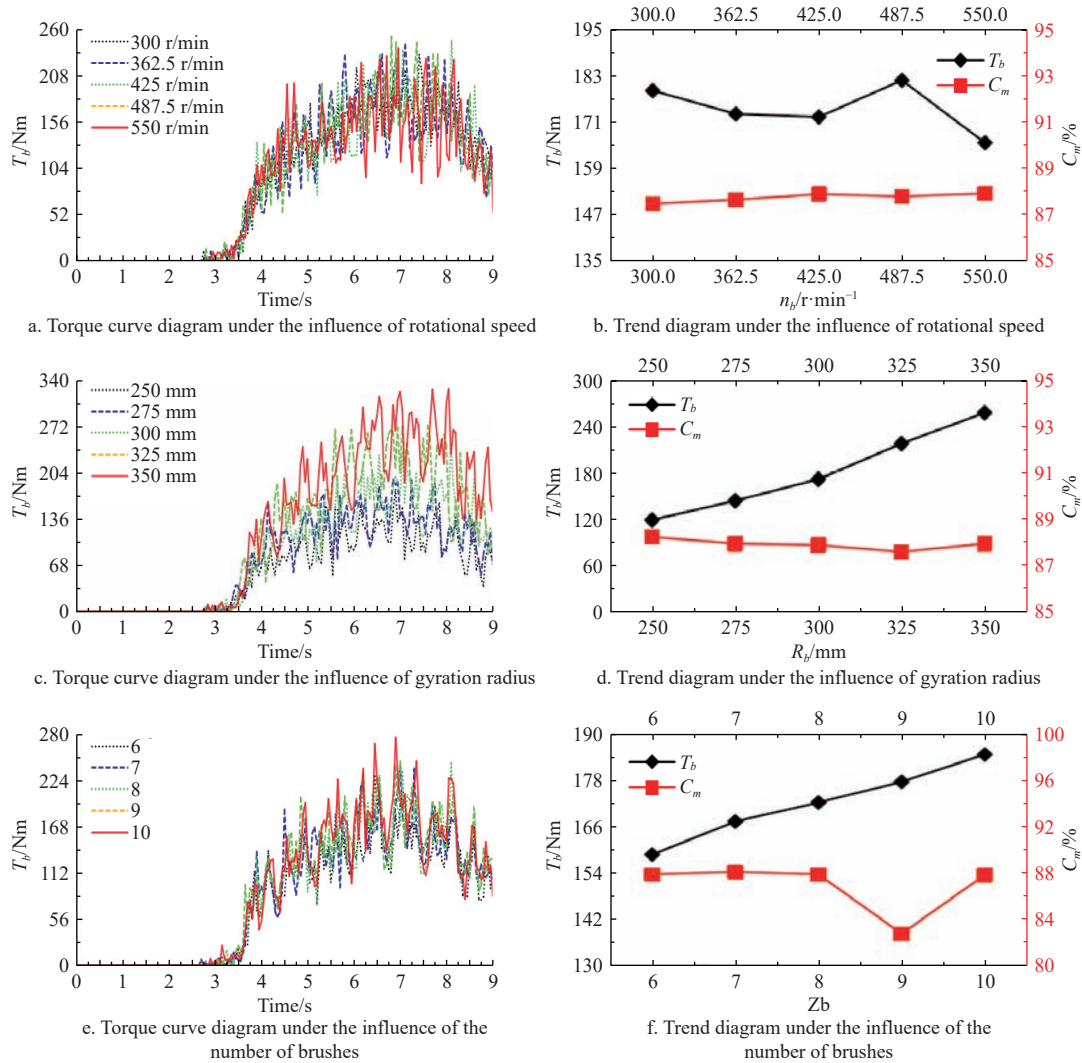 260
208
156
104
52
0
T_b/Nm
300 r/min
362.5 r/min
425 r/min
487.5 r/min
550 r/min
0 1 2 3 4 5 6 7 8 9
Time/s
a. Torque curve diagram under the influence of rotational speed
300.0 362.5 425.0 487.5 550.0
195
183
171
159
147
135
T_b/Nm
T_b
C_m
95
93
91
89
87
85
C_m/%
300.0 362.5 425.0 487.5 550.0
n_b/r·min⁻¹
b. Trend diagram under the influence of rotational speed
340
272
204
136
68
0
T_b/Nm
250 mm
275 mm
300 mm
325 mm
350 mm
0 1 2 3 4 5 6 7 8 9
Time/s
c. Torque curve diagram under the influence of gyration radius
250 275 300 325 350
300
240
180
120
60
0
T_b/Nm
T_b
C_m
95
93
91
89
87
85
C_m/%
250 275 300 325 350
R_b/mm
d. Trend diagram under the influence of gyration radius
280
224
168
112
56
0
T_b/Nm
6
7
8
9
10
0 1 2 3 4 5 6 7 8 9
Time/s
e. Torque curve diagram under the influence of the
number of brushes
6 7 8 9 10
190
178
166
154
142
130
T_b/Nm
T_b
C_m
100
96
92
88
84
80
C_m/%
6 7 8 9 10
Zb
f. Trend diagram under the influence of the
number of brushes